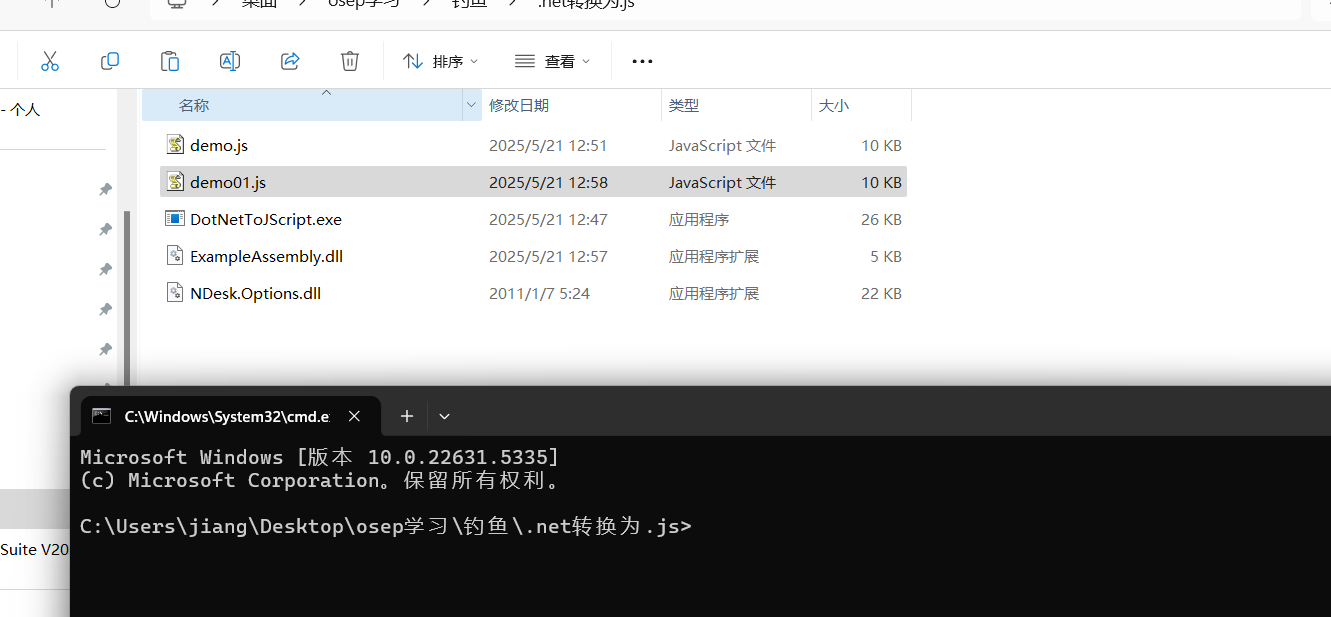 桌面 > osep学习 > 钓鱼 > .net转换为js
排序 查看
- 个人
名称 修改日期 类型 大小
demo.js 2025/5/21 12:51 JavaScript 文件 10 KB
demo01.js 2025/5/21 12:58 JavaScript 文件 10 KB
DotNetToJScript.exe 2025/5/21 12:47 应用程序 26 KB
ExampleAssembly.dll 2025/5/21 12:57 应用程序扩展 5 KB
NDesk.Options.dll 2011/1/7 5:24 应用程序扩展 22 KB
C:\Windows\System32\cmd.e
Microsoft Windows [版本 10.0.22631.5335]
(c) Microsoft Corporation。保留所有权利。
C:\Users\jiang\Desktop\osep学习\钓鱼\.net转换为.js>
Suite V20